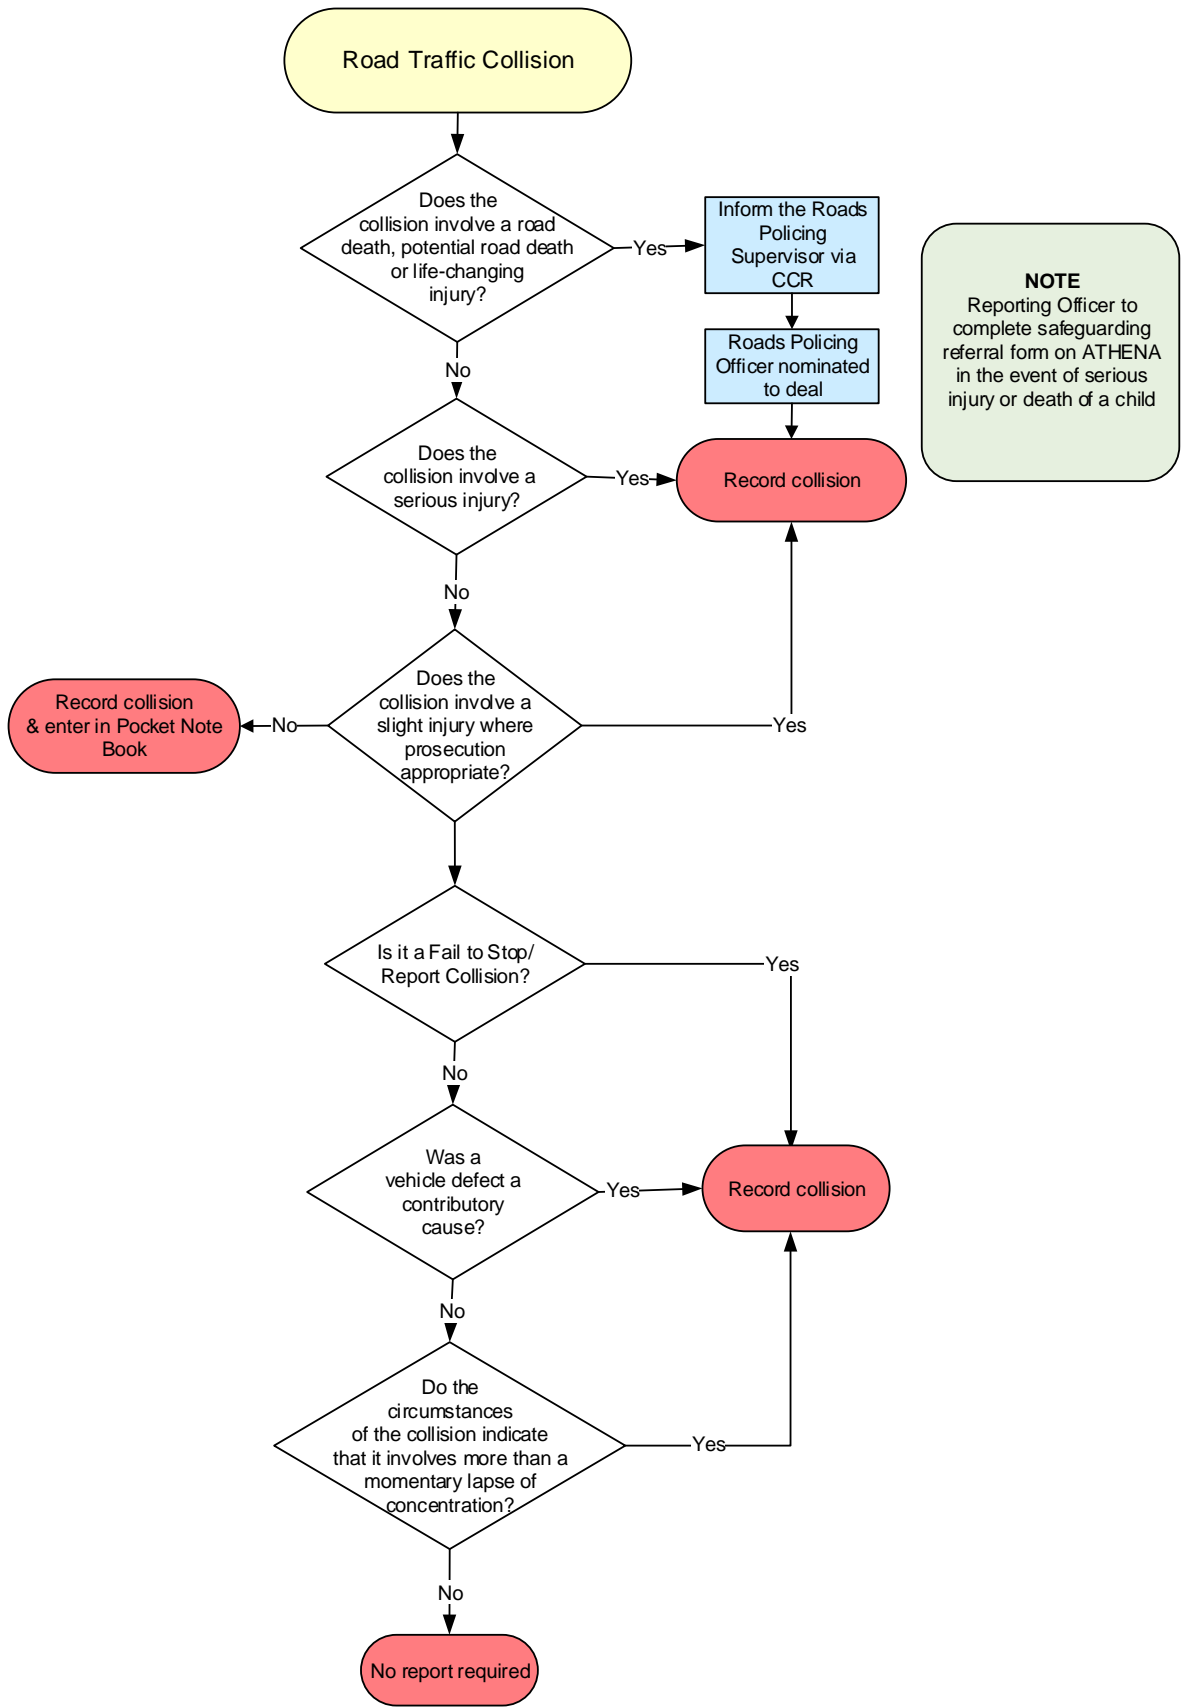 Road Traffic Collision
Does the
collision involve a road
death, potential road death
or life-changing
injury?
Yes
Inform the Roads
Policing
Supervisor via
CCR
NOTE
Reporting Officer to
complete safeguarding
referral form on ATHENA
in the event of serious
injury or death of a child
Roads Policing
Officer nominated
to deal
No
Does the
collision involve a
serious injury?
Yes
Record collision
No
Does the
collision involve a
slight injury where
prosecution
appropriate?
No
Record collision
& enter in Pocket Note
Book
Yes
Is it a Fail to Stop/
Report Collision?
Yes
No
Was a
vehicle defect a
contributory
cause?
Yes
Record collision
No
Do the
circumstances
of the collision indicate
that it involves more than a
momentary lapse of
concentration?
Yes
No
No report required